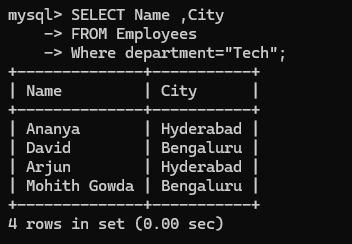 mysql> SELECT Name ,City
    -> FROM Employees
    -> Where department="Tech";
+--------------+-----------+
| Name         | City      |
+--------------+-----------+
| Ananya       | Hyderabad |
| David        | Bengaluru |
| Arjun        | Hyderabad |
| Mohith Gowda | Bengaluru |
+--------------+-----------+
4 rows in set (0.00 sec)